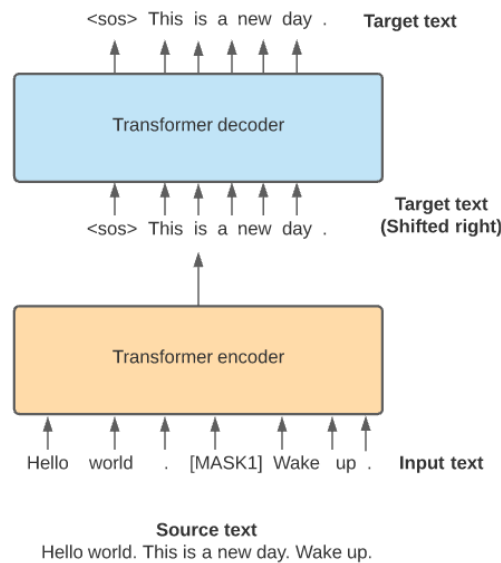 <sos> This is a new day . Target text
Transformer decoder
Target text
(Shifted right)
<sos> This is a new day .
Transformer encoder
Hello world . [MASK1] Wake up . Input text
Source text
Hello world. This is a new day. Wake up.